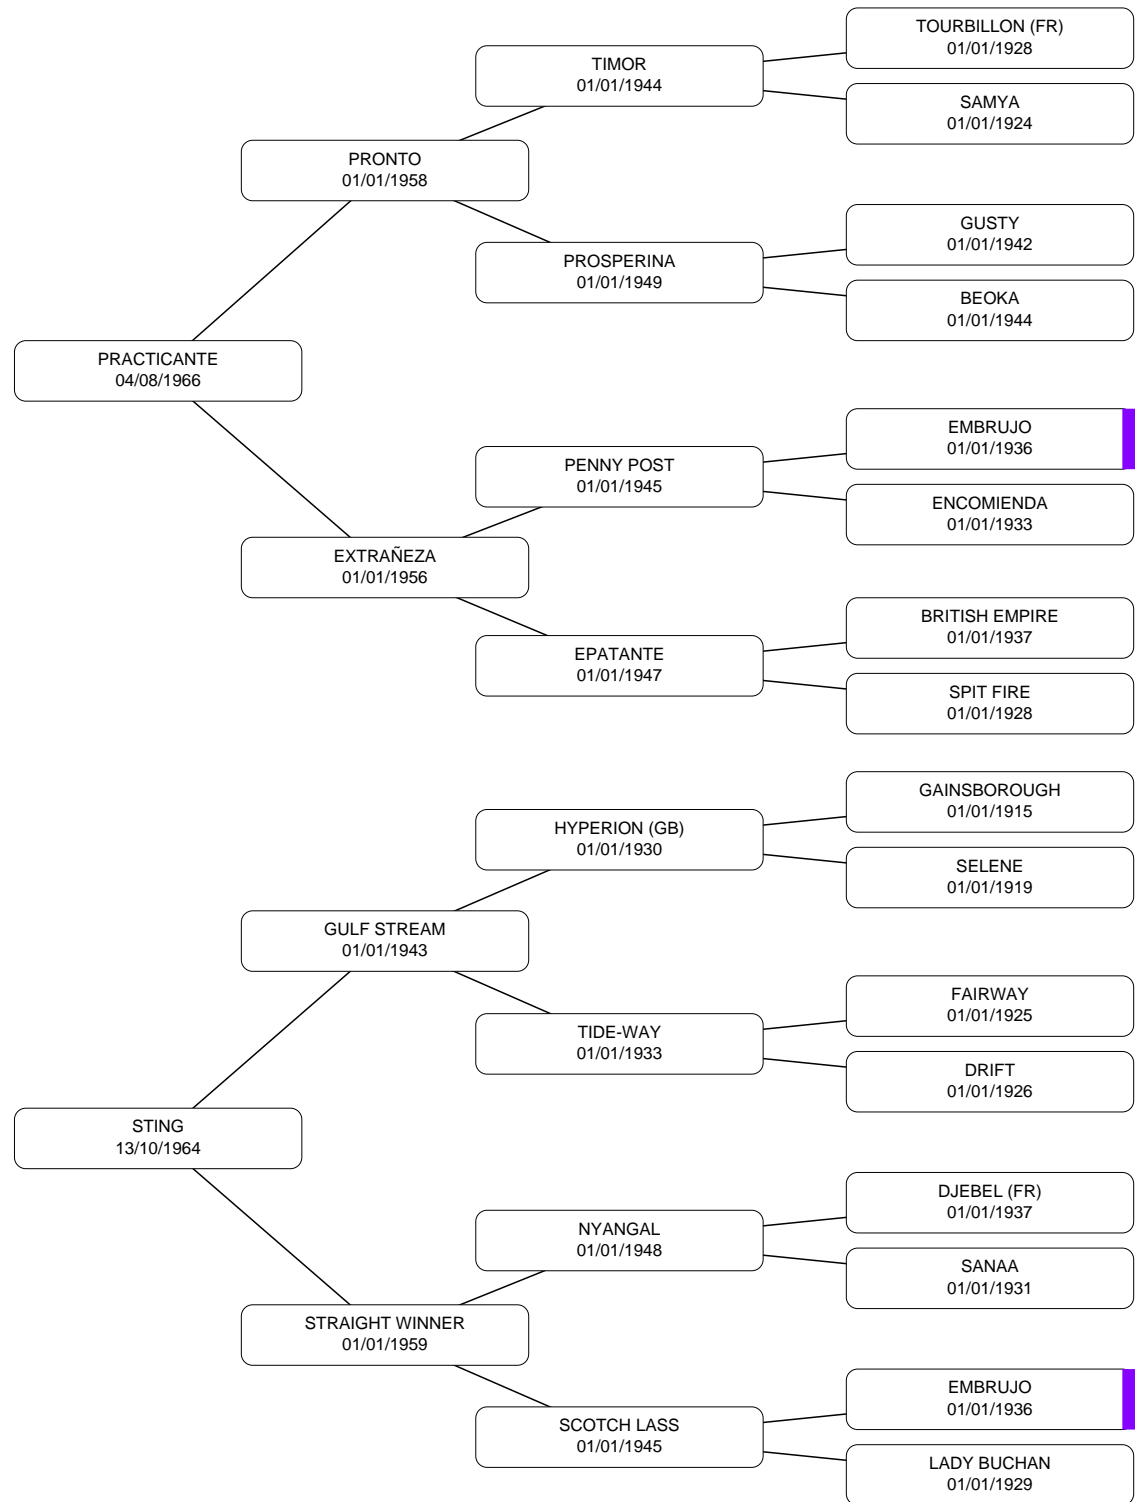 TOURBILLON (FR)
01/01/1928
TIMOR
01/01/1944
SAMYA
01/01/1924
PRONTO
01/01/1958
GUSTY
01/01/1942
PROSPERINA
01/01/1949
BEOKA
01/01/1944
PRACTICANTE
04/08/1966
EMBRUJO
01/01/1936
PENNY POST
01/01/1945
ENCOMIENDA
01/01/1933
EXTRAÑEZA
01/01/1956
BRITISH EMPIRE
01/01/1937
EPATANTE
01/01/1947
SPIT FIRE
01/01/1928
GAINSBOROUGH
01/01/1915
HYPERION (GB)
01/01/1930
SELENE
01/01/1919
GULF STREAM
01/01/1943
FAIRWAY
01/01/1925
TIDE-WAY
01/01/1933
DRIFT
01/01/1926
STING
13/10/1964
DJEBEL (FR)
01/01/1937
NYANGAL
01/01/1948
SANAA
01/01/1931
STRAIGHT WINNER
01/01/1959
EMBRUJO
01/01/1936
SCOTCH LASS
01/01/1945
LADY BUCHAN
01/01/1929